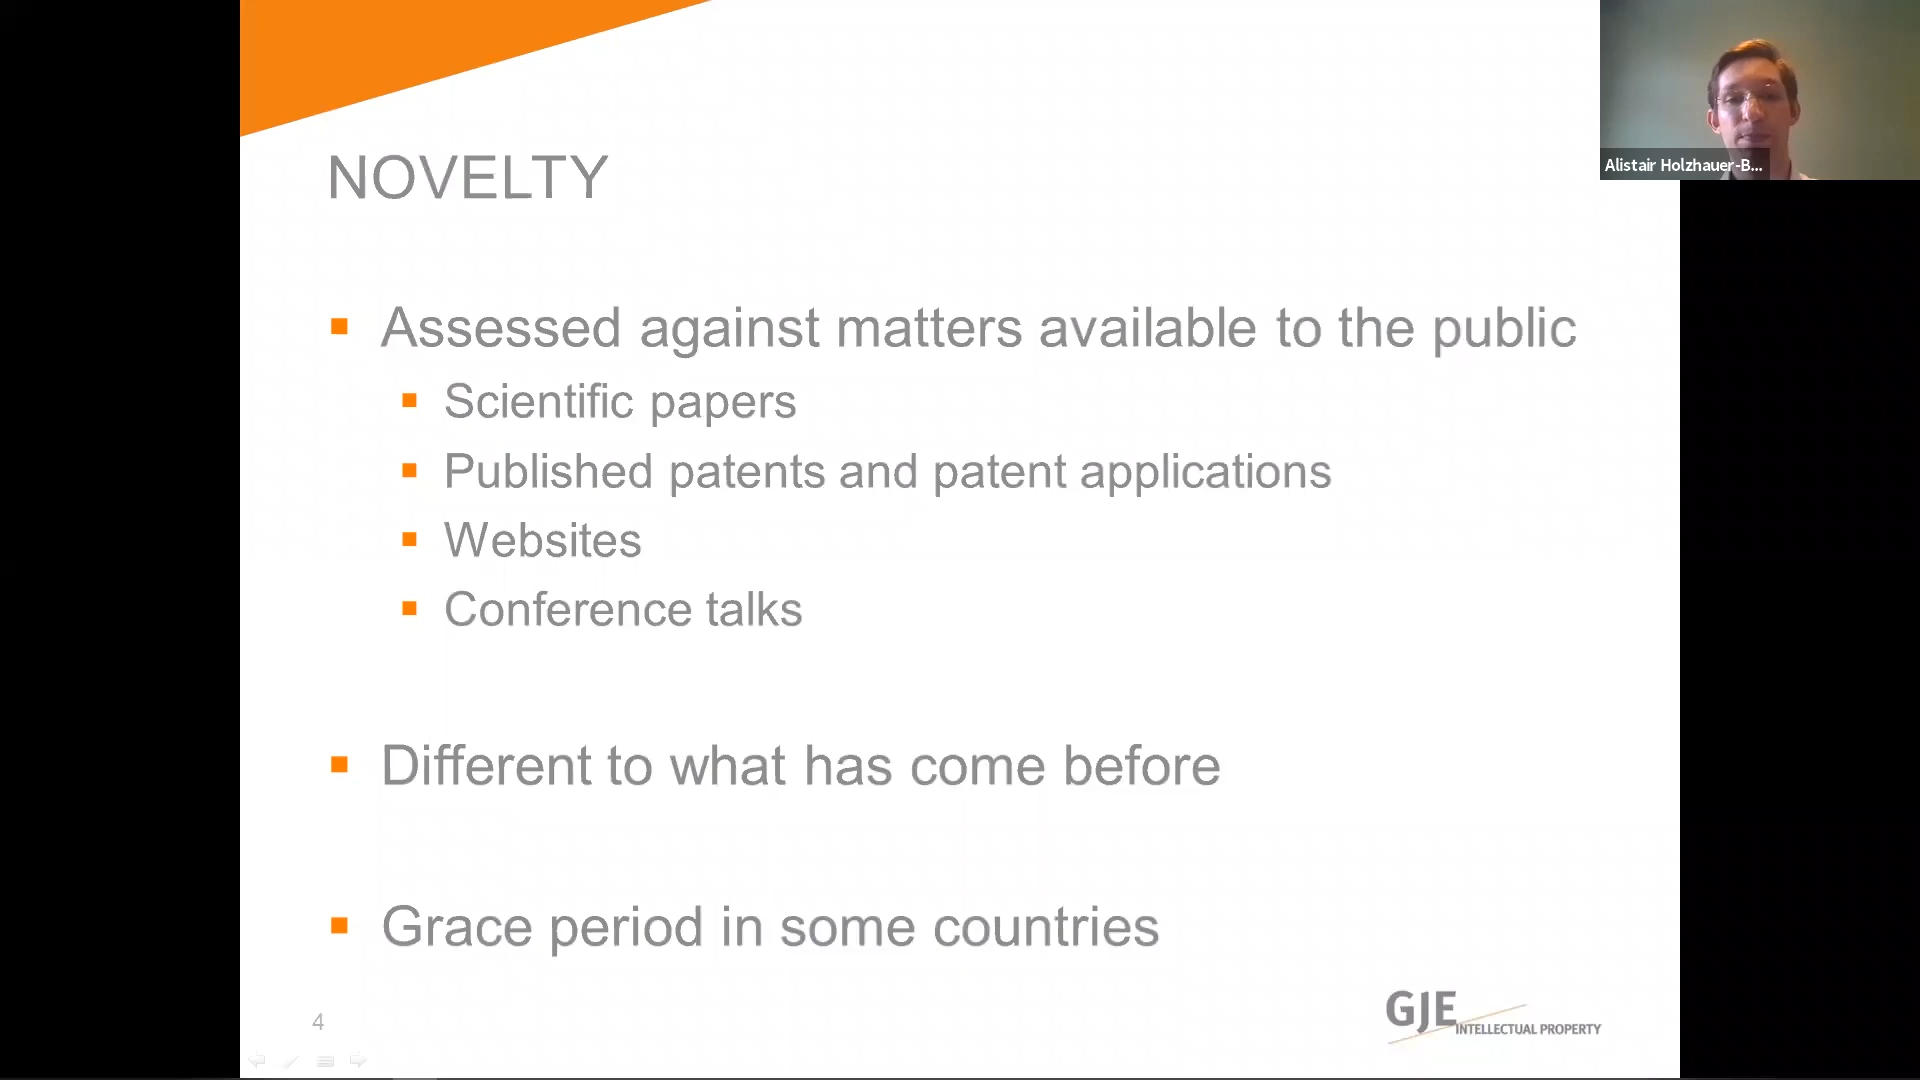 Alistair Holzhauer-B...
NOVELTY
Assessed against matters available to the public
Scientific papers
Published patents and patent applications
Websites
Conference talks
Different to what has come before
Grace period in some countries
4
GJE
INTELLECTUAL PROPERTY